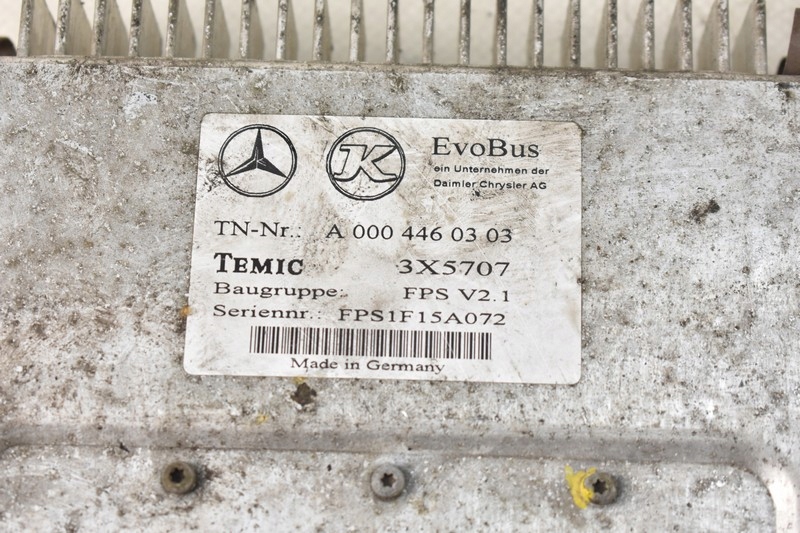 K
EvoBus
ein Unternehmen der
Daimler Chrysler AG
TN-Nr.: A 000 446 03 03
TEMIC 3X5707
Baugruppe: FPS V2.1
Seriennr.: FPS1F15A072
Made in Germany